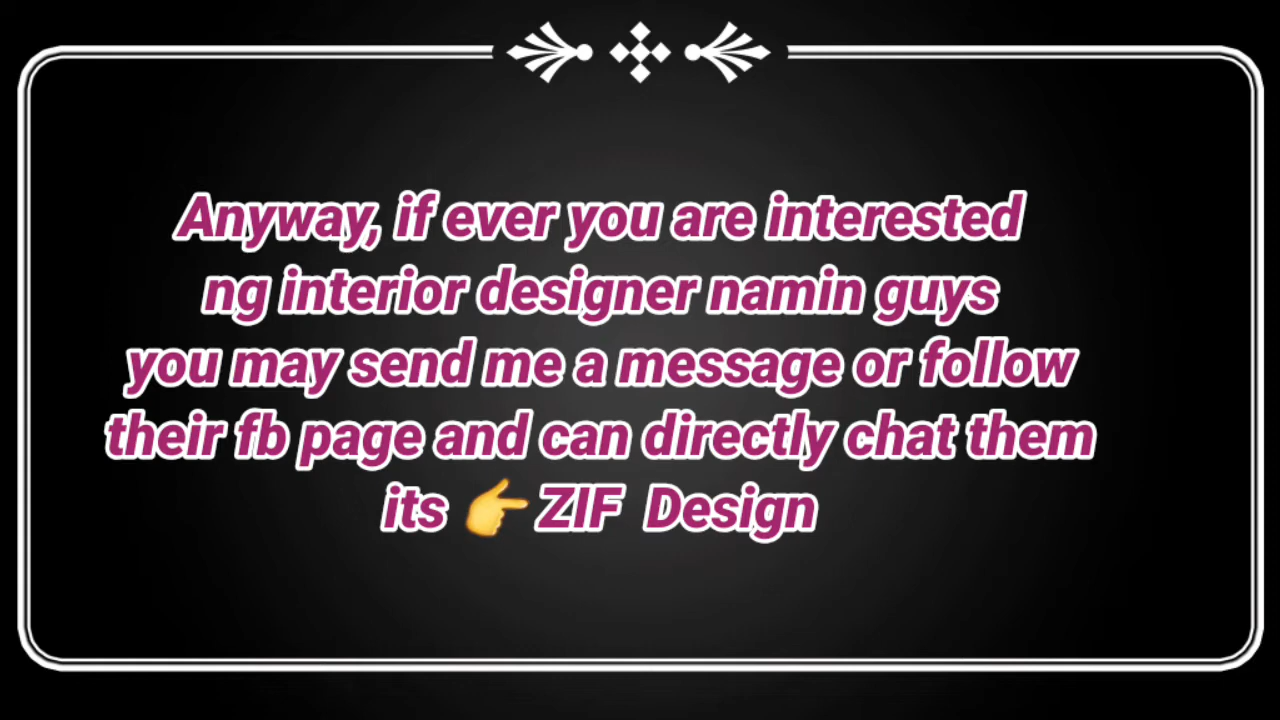 Anyway, if ever you are interested
ng interior designer namin guys
you may send me a message or follow
their fb page and can directly chat them
its 👉 ZIF Design